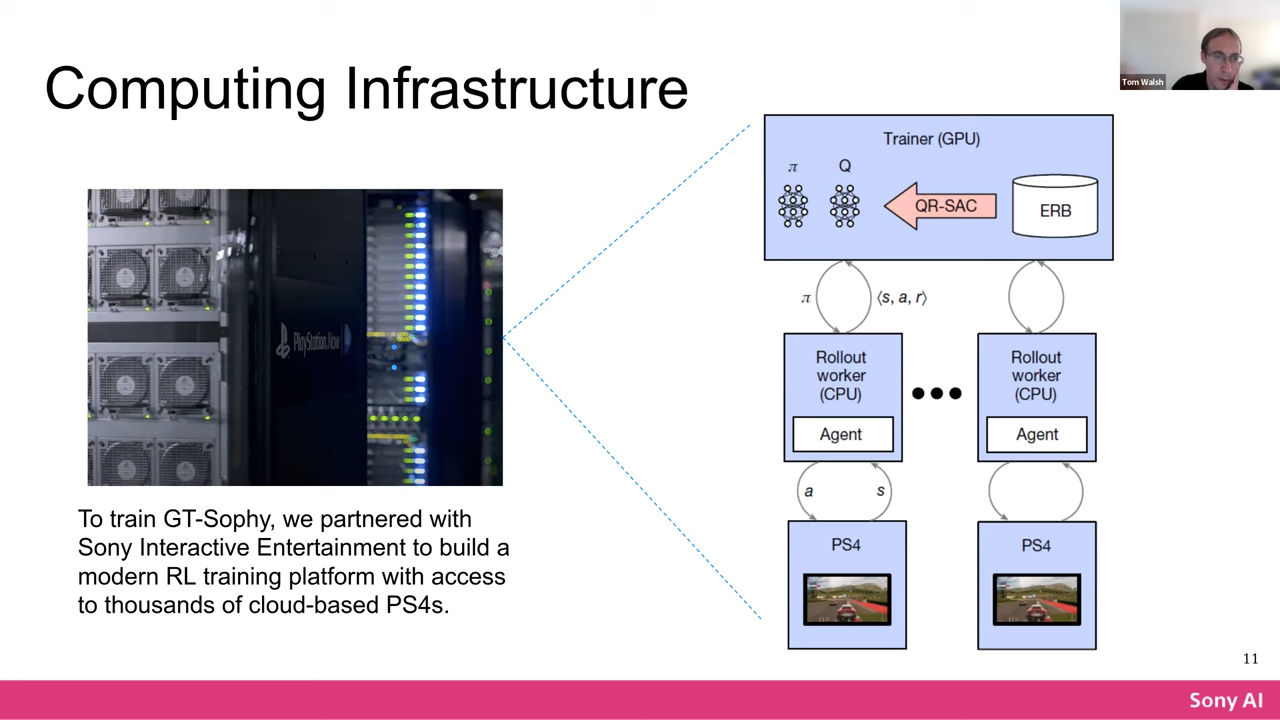 Computing Infrastructure
Tom Walsh
Trainer (GPU)
π
Q
QR-SAC
ERB
π
⟨s, a, r⟩
PlayStation.Now
Rollout
worker
(CPU)
Agent
Rollout
worker
(CPU)
Agent
a
s
PS4
PS4
To train GT-Sophy, we partnered with
Sony Interactive Entertainment to build a
modern RL training platform with access
to thousands of cloud-based PS4s.
11
Sony AI